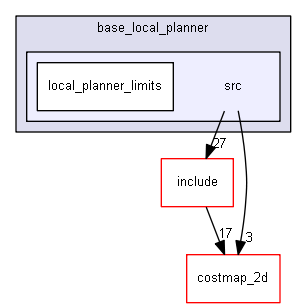 base_local_planner
local_planner_limits src
27
include
17
3
costmap_2d